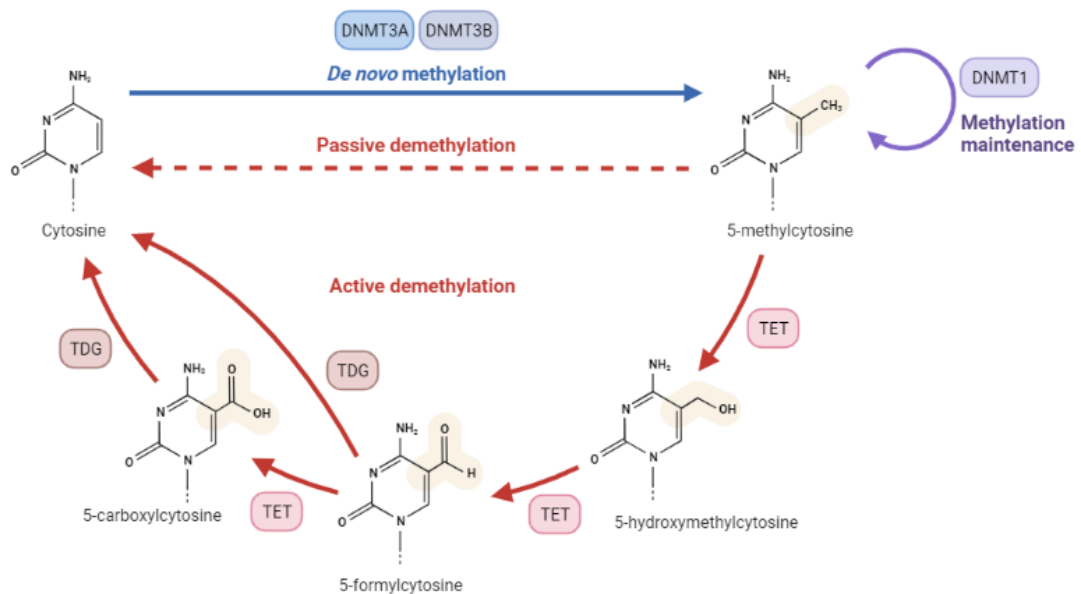 DNMT3A DNMT3B
De novo methylation
NH₂
N
O
N
Cytosine
Passive demethylation
NH₂
CH₃
N
O
N
5-methylcytosine
DNMT1
Methylation
maintenance
Active demethylation
TET
TDG
TDG
NH₂
O
OH
N
O
N
5-carboxylcytosine
TET
NH₂
O
H
N
O
N
5-formylcytosine
TET
NH₂
OH
N
O
N
5-hydroxymethylcytosine